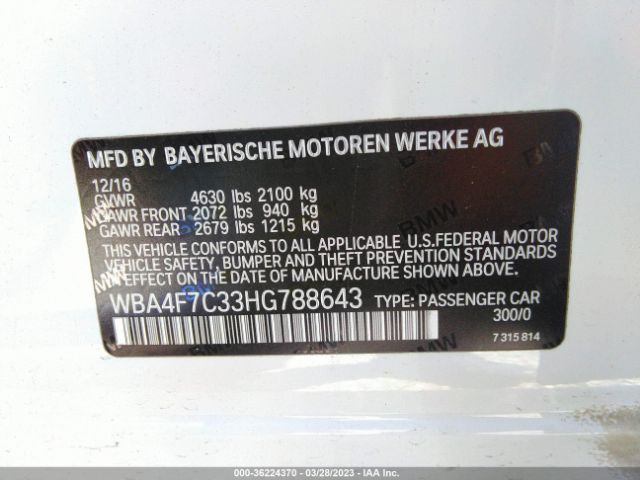 MFD BY BAYERISCHE MOTOREN WERKE AG
12/16
GVWR 4630 lbs 2100 kg
GAWR FRONT 2072 lbs 940 kg
GAWR REAR 2679 lbs 1215 kg
THIS VEHICLE CONFORMS TO ALL APPLICABLE U.S.FEDERAL MOTOR
VEHICLE SAFETY, BUMPER, AND THEFT PREVENTION STANDARDS
IN EFFECT ON THE DATE OF MANUFACTURE SHOWN ABOVE.
WBA4F7C33HG788643 TYPE: PASSENGER CAR
300/0
7 315 814
000-36224370 | 03/28/2023 | IAA Inc.